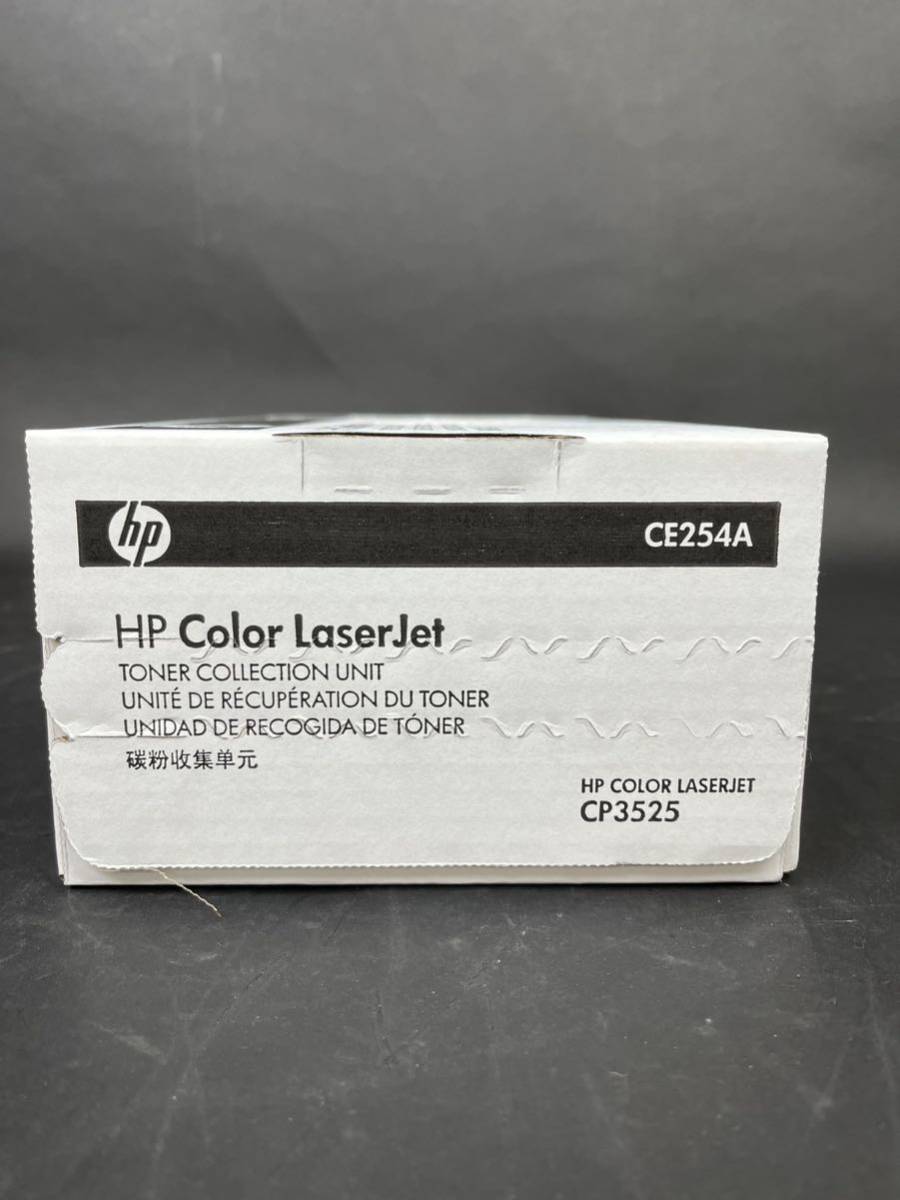 hp
CE254A
HP Color LaserJet
TONER COLLECTION UNIT
UNITÉ DE RÉCUPÉRATION DU TONER
UNIDAD DE RECOGIDA DE TÓNER
碳粉收集单元
HP COLOR LASERJET
CP3525